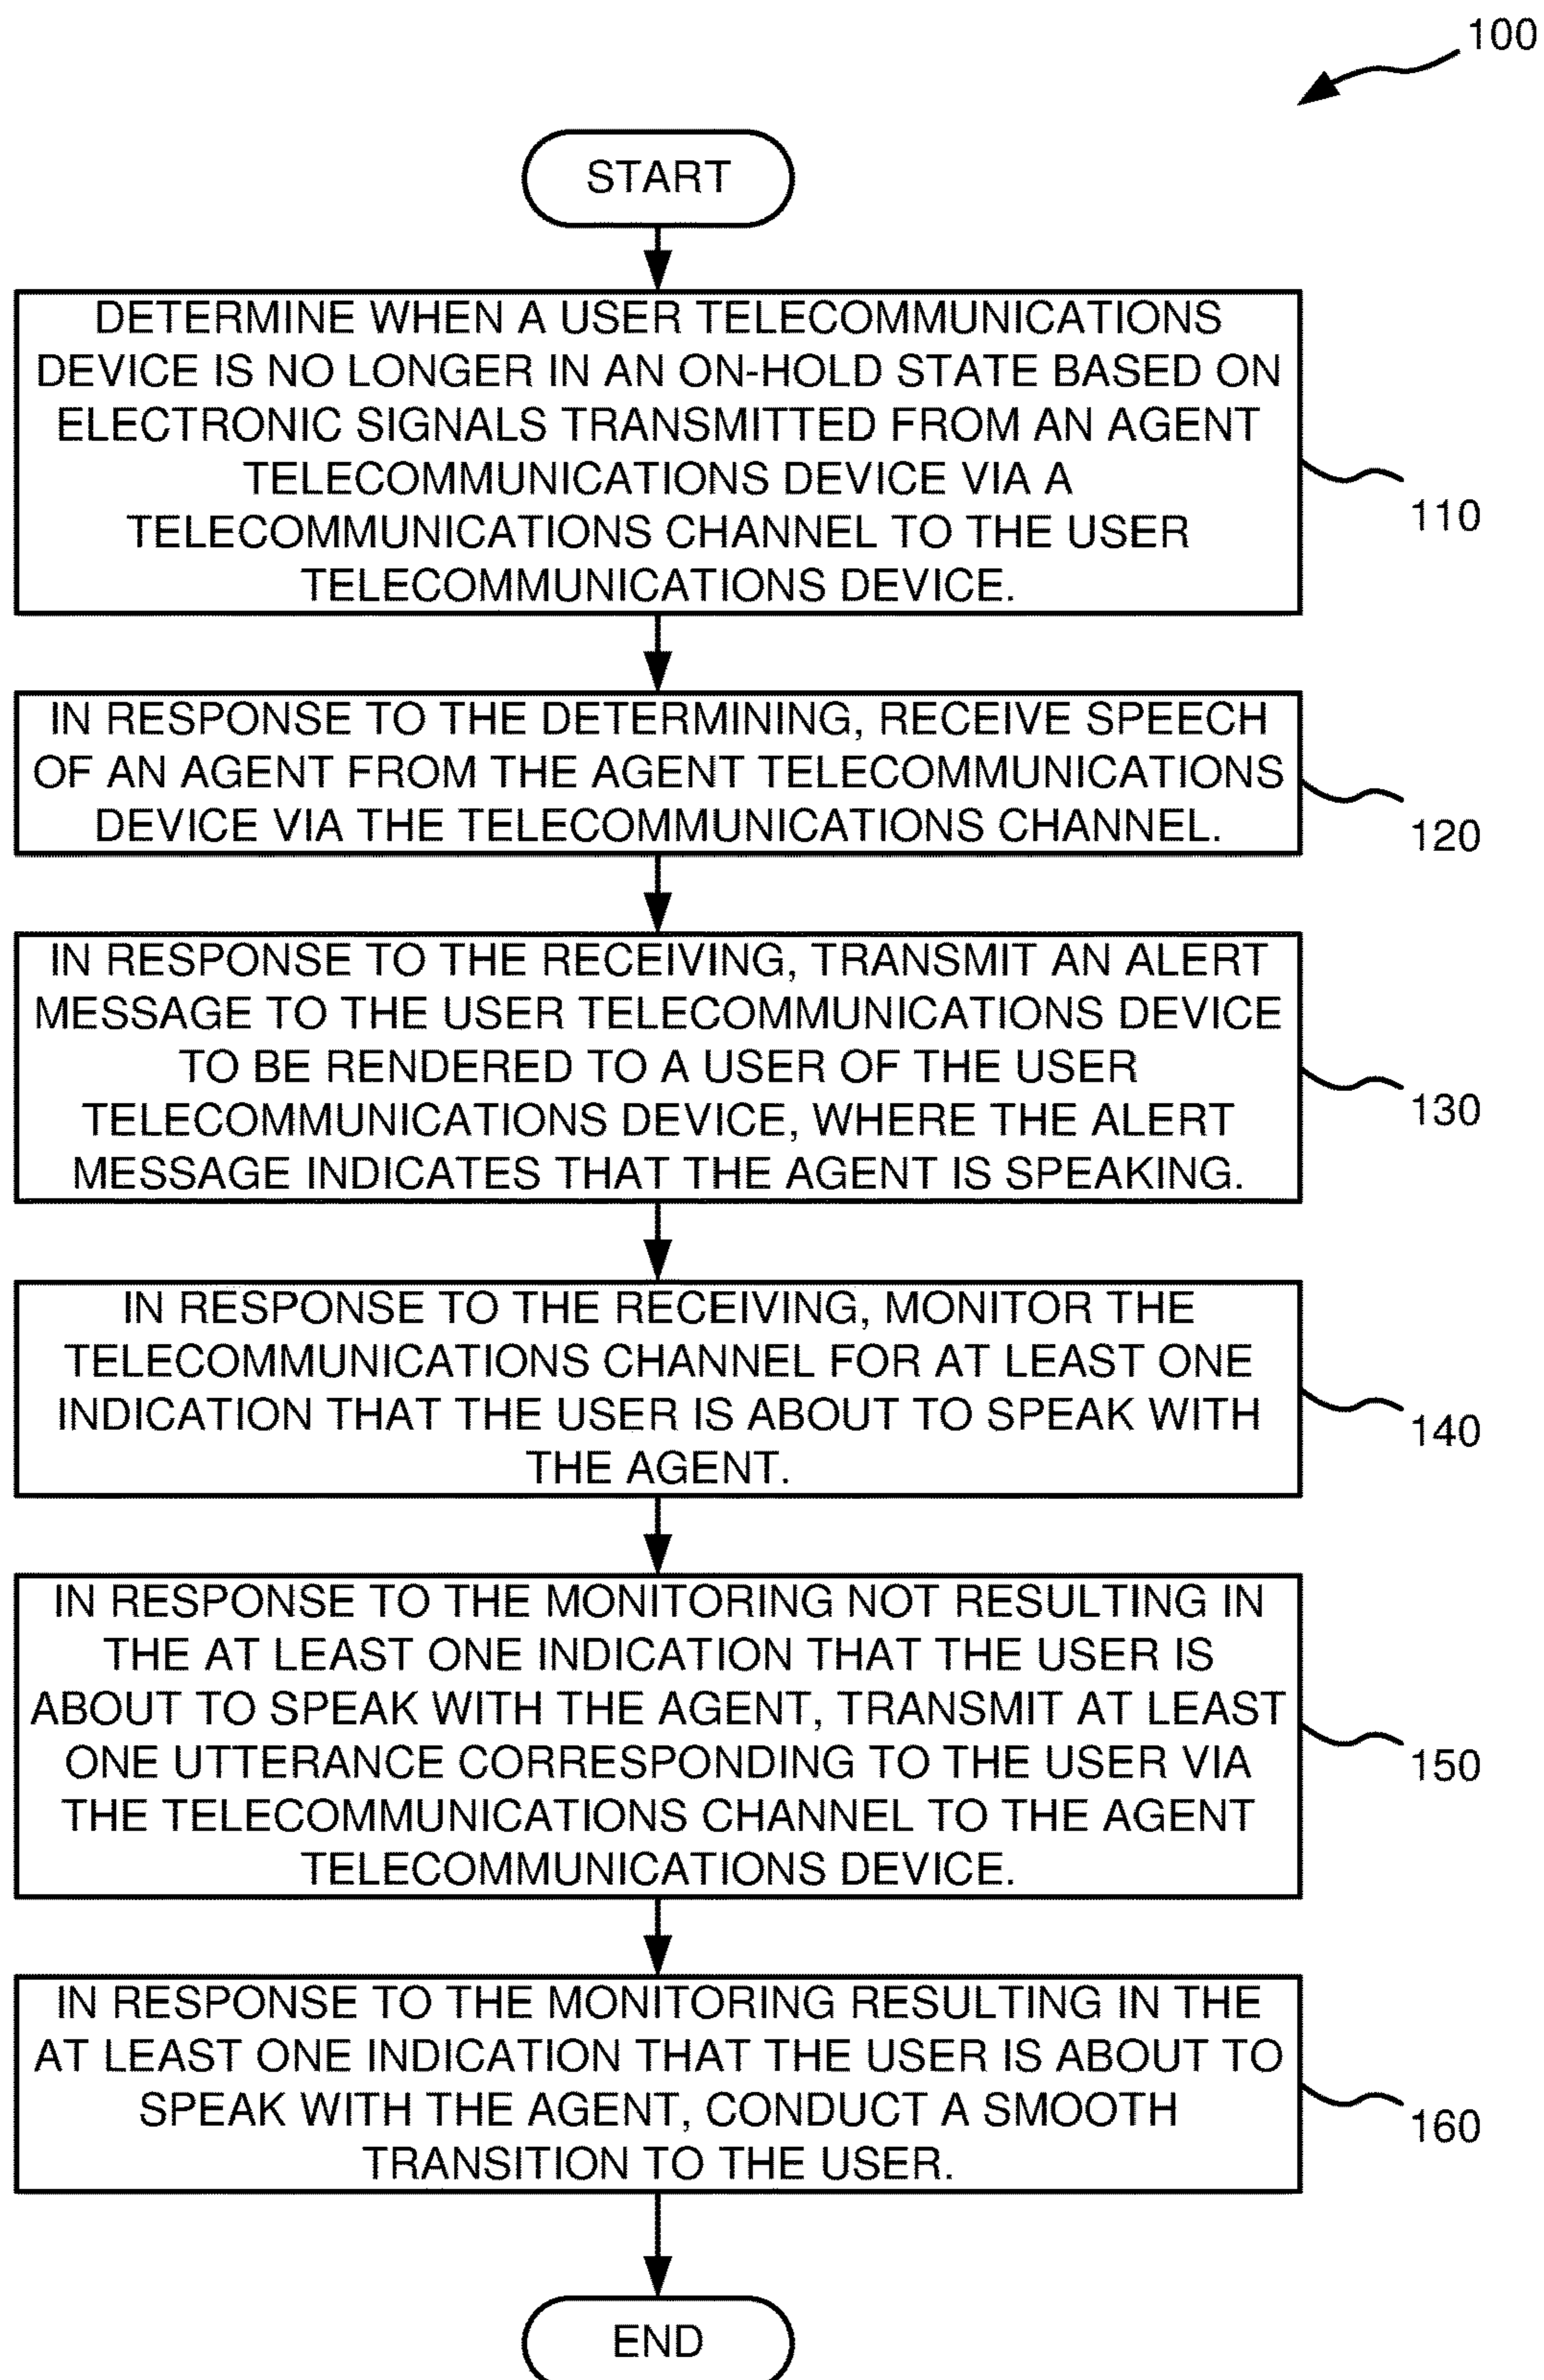 100
START
DETERMINE WHEN A USER TELECOMMUNICATIONS
DEVICE IS NO LONGER IN AN ON-HOLD STATE BASED ON
ELECTRONIC SIGNALS TRANSMITTED FROM AN AGENT
TELECOMMUNICATIONS DEVICE VIA A
TELECOMMUNICATIONS CHANNEL TO THE USER
TELECOMMUNICATIONS DEVICE.
110
IN RESPONSE TO THE DETERMINING, RECEIVE SPEECH
OF AN AGENT FROM THE AGENT TELECOMMUNICATIONS
DEVICE VIA THE TELECOMMUNICATIONS CHANNEL.
120
IN RESPONSE TO THE RECEIVING, TRANSMIT AN ALERT
MESSAGE TO THE USER TELECOMMUNICATIONS DEVICE
TO BE RENDERED TO A USER OF THE USER
TELECOMMUNICATIONS DEVICE, WHERE THE ALERT
MESSAGE INDICATES THAT THE AGENT IS SPEAKING.
130
IN RESPONSE TO THE RECEIVING, MONITOR THE
TELECOMMUNICATIONS CHANNEL FOR AT LEAST ONE
INDICATION THAT THE USER IS ABOUT TO SPEAK WITH
THE AGENT.
140
IN RESPONSE TO THE MONITORING NOT RESULTING IN
THE AT LEAST ONE INDICATION THAT THE USER IS
ABOUT TO SPEAK WITH THE AGENT, TRANSMIT AT LEAST
ONE UTTERANCE CORRESPONDING TO THE USER VIA
THE TELECOMMUNICATIONS CHANNEL TO THE AGENT
TELECOMMUNICATIONS DEVICE.
150
IN RESPONSE TO THE MONITORING RESULTING IN THE
AT LEAST ONE INDICATION THAT THE USER IS ABOUT TO
SPEAK WITH THE AGENT, CONDUCT A SMOOTH
TRANSITION TO THE USER.
160
END